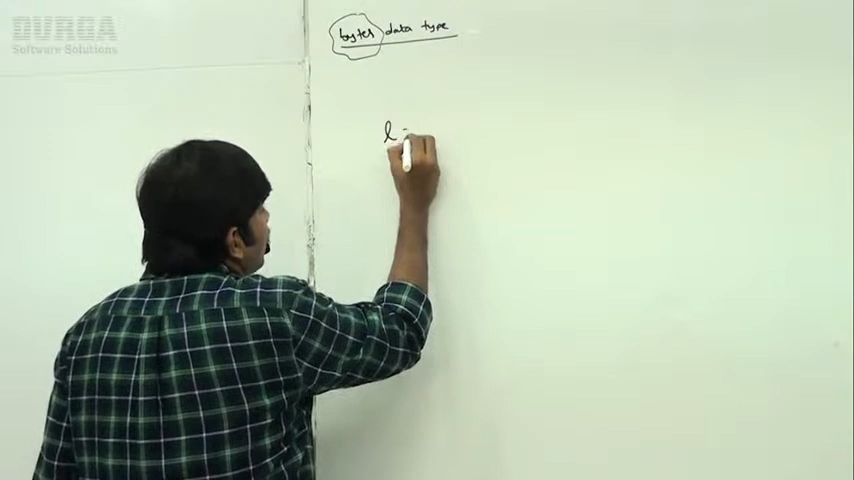 DURGA
Software Solutions
bytes data type
l =